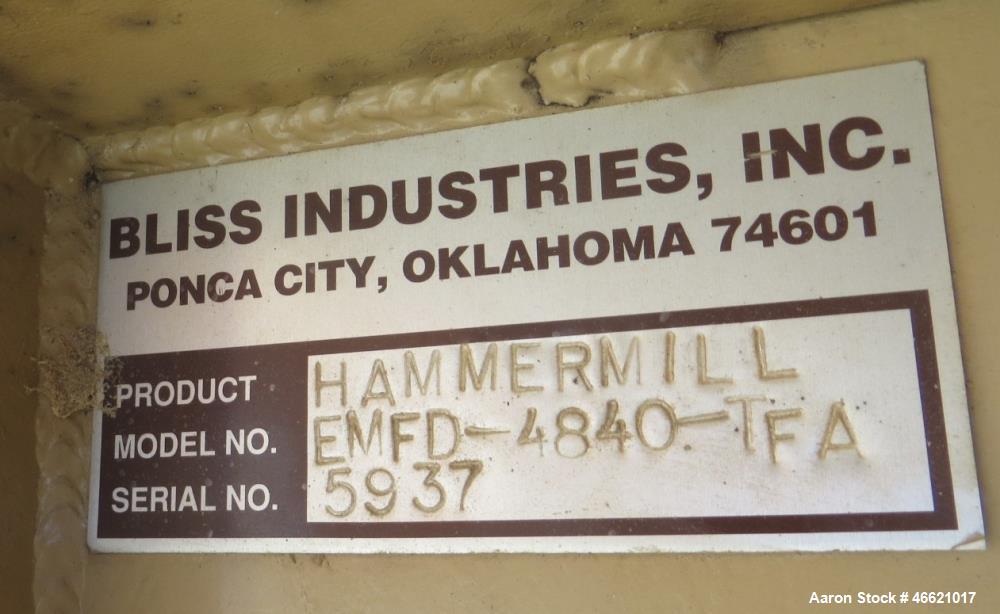 BLISS INDUSTRIES, INC.
PONCA CITY, OKLAHOMA 74601
PRODUCT HAMMERMILL
MODEL NO. EMFD-4840-TFA
SERIAL NO. 5937
Aaron Stock # 46621017